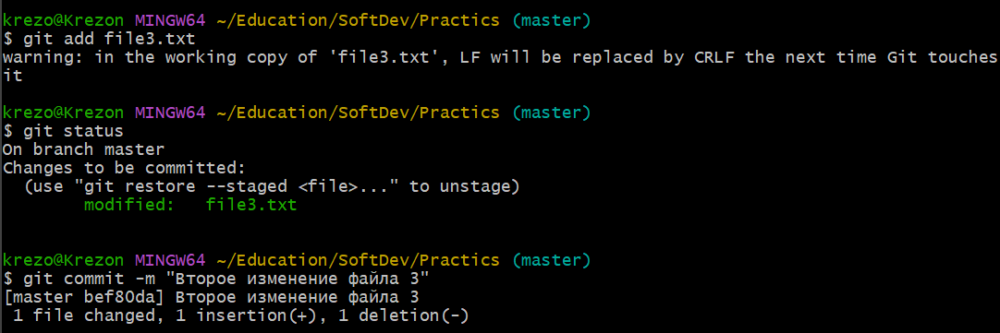 krezo@Krezon MINGW64 ~/Education/SoftDev/Practics (master)
$ git add file3.txt
warning: in the working copy of 'file3.txt', LF will be replaced by CRLF the next time Git touches
it
krezo@Krezon MINGW64 ~/Education/SoftDev/Practics (master)
$ git status
On branch master
Changes to be committed:
  (use "git restore --staged <file>..." to unstage)
        modified:   file3.txt
krezo@Krezon MINGW64 ~/Education/SoftDev/Practics (master)
$ git commit -m "Второе изменение файла 3"
[master bef80da] Второе изменение файла 3
 1 file changed, 1 insertion(+), 1 deletion(-)